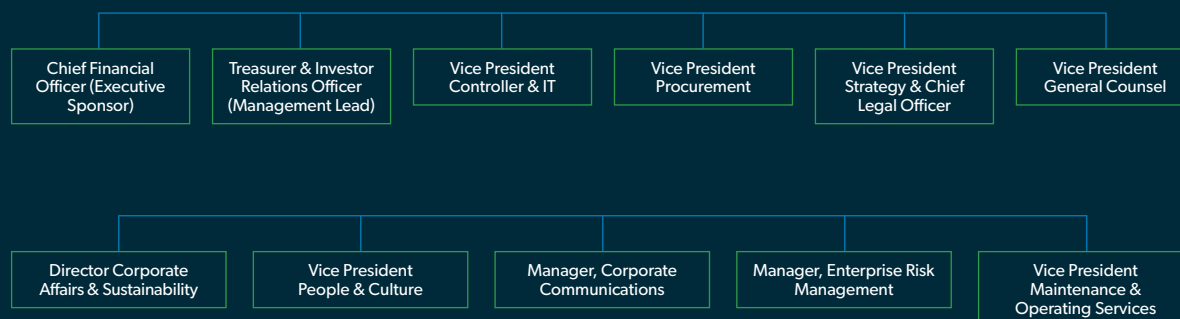 Chief Financial
Officer (Executive
Sponsor)
Treasurer & Investor
Relations Officer
(Management Lead)
Vice President
Controller & IT
Vice President
Procurement
Vice President
Strategy & Chief
Legal Officer
Vice President
General Counsel
Director Corporate
Affairs & Sustainability
Vice President
People & Culture
Manager, Corporate
Communications
Manager, Enterprise Risk
Management
Vice President
Maintenance &
Operating Services